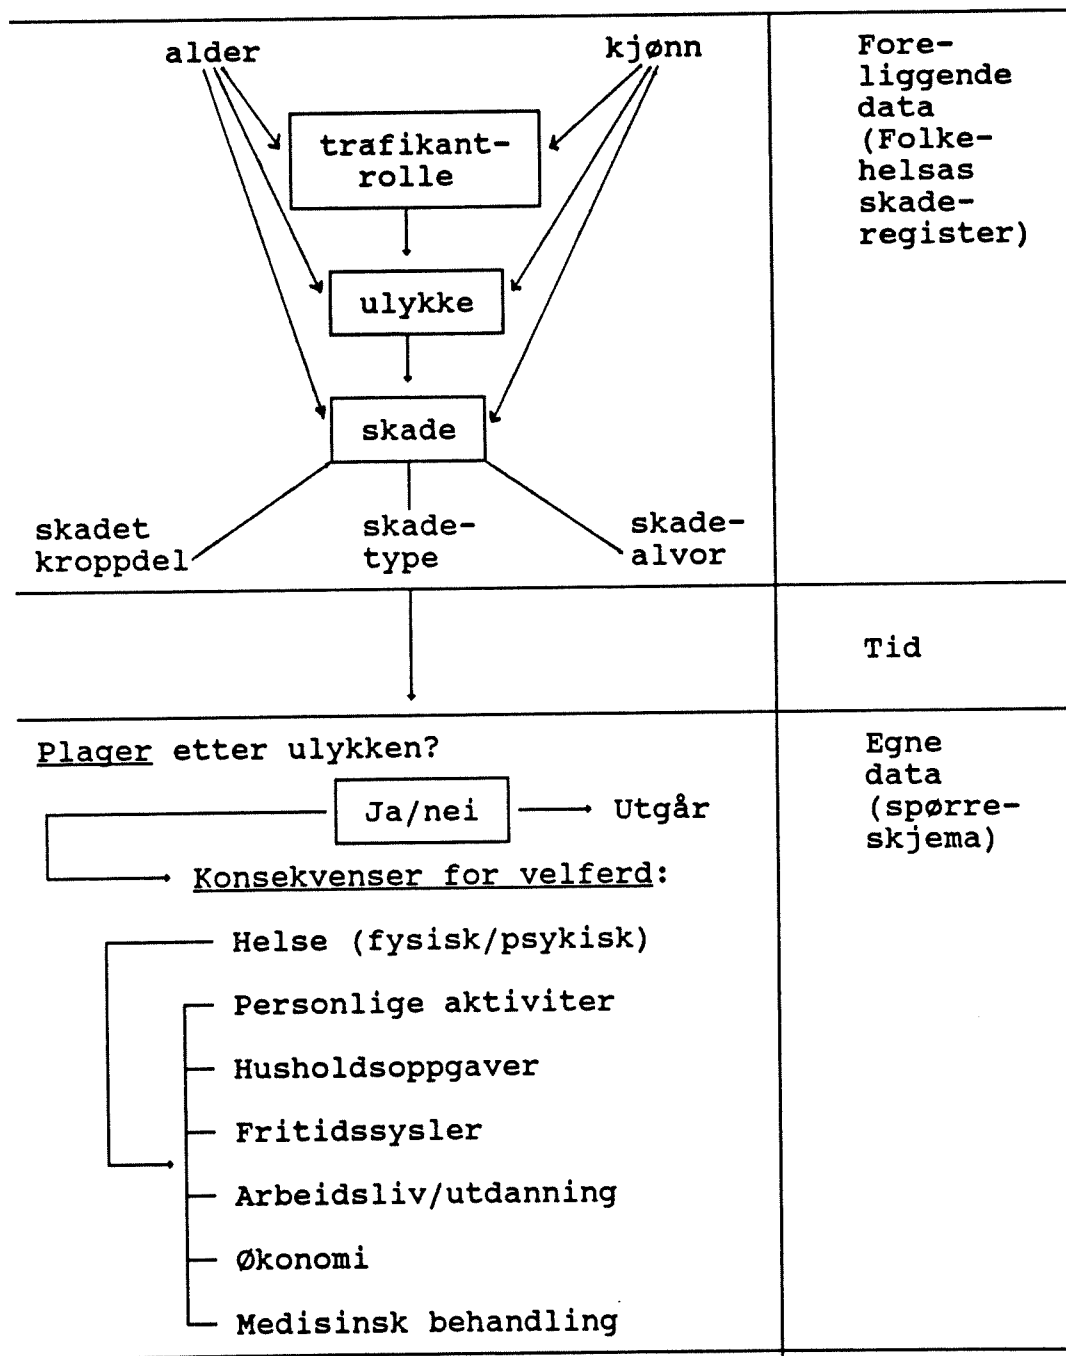 alder
kjønn
trafikant-
rolle
ulykke
skade
skadet
kroppdel
skade-
type
skade-
alvor
Fore-
liggende
data
(Folke-
helsas
skade-
register)
Tid
Plager etter ulykken?
Ja/nei
Utgår
Konsekvenser for velferd:
Helse (fysisk/psykisk)
Personlige aktiviter
Husholdsoppgaver
Fritidssysler
Arbeidsliv/utdanning
Økonomi
Medisinsk behandling
Egne
data
(spørre-
skjema)